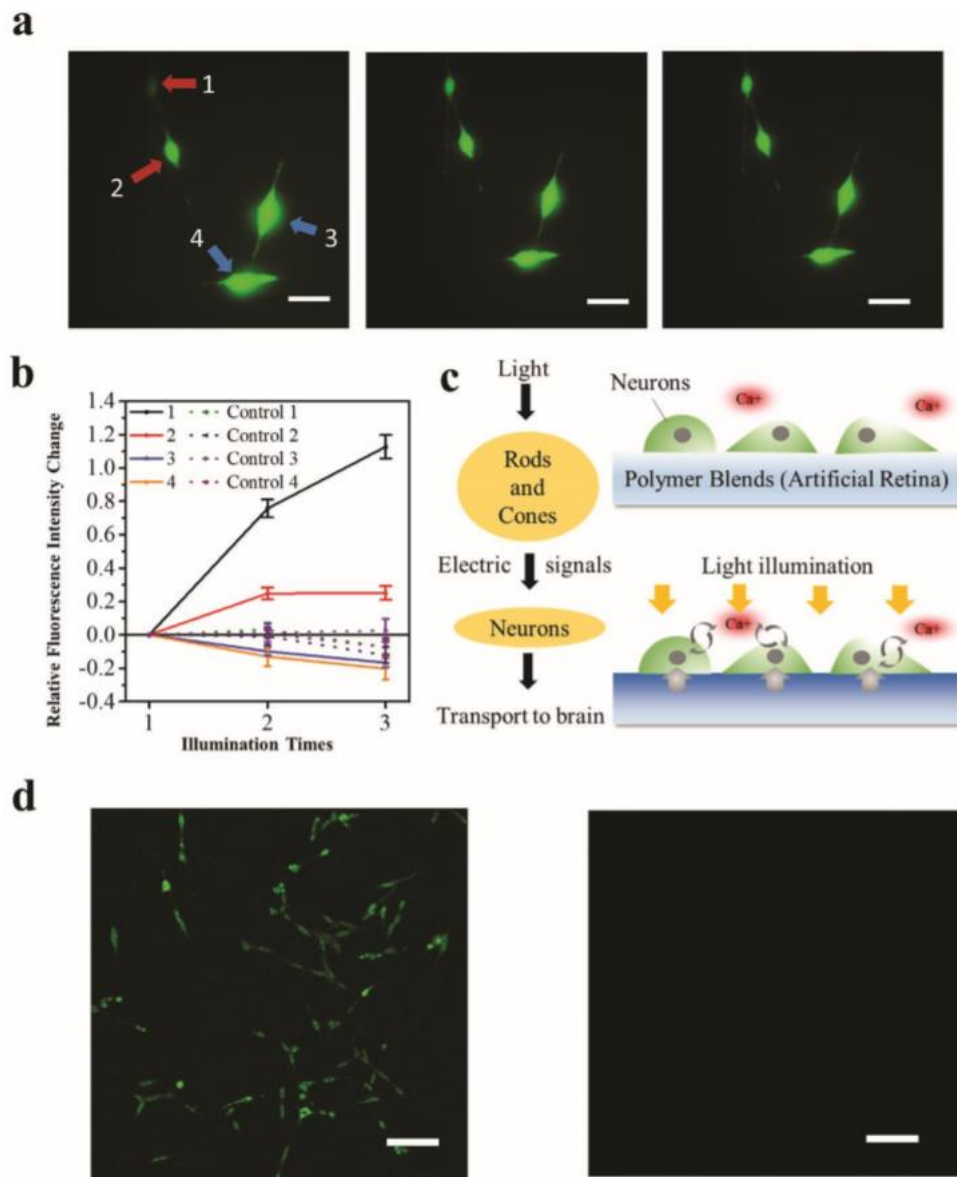 a
1
2
3
4
b
Relative Fluorescence Intensity Change
1.4
1.2
1.0
0.8
0.6
0.4
0.2
0.0
-0.2
-0.4
1
2
3
4
Control 1
Control 2
Control 3
Control 4
1
2
3
Illumination Times
c
Light
Rods
and
Cones
Electric signals
Neurons
Transport to brain
Neurons
Ca+
Ca+
Polymer Blends (Artificial Retina)
Light illumination
Ca+
Ca+
d